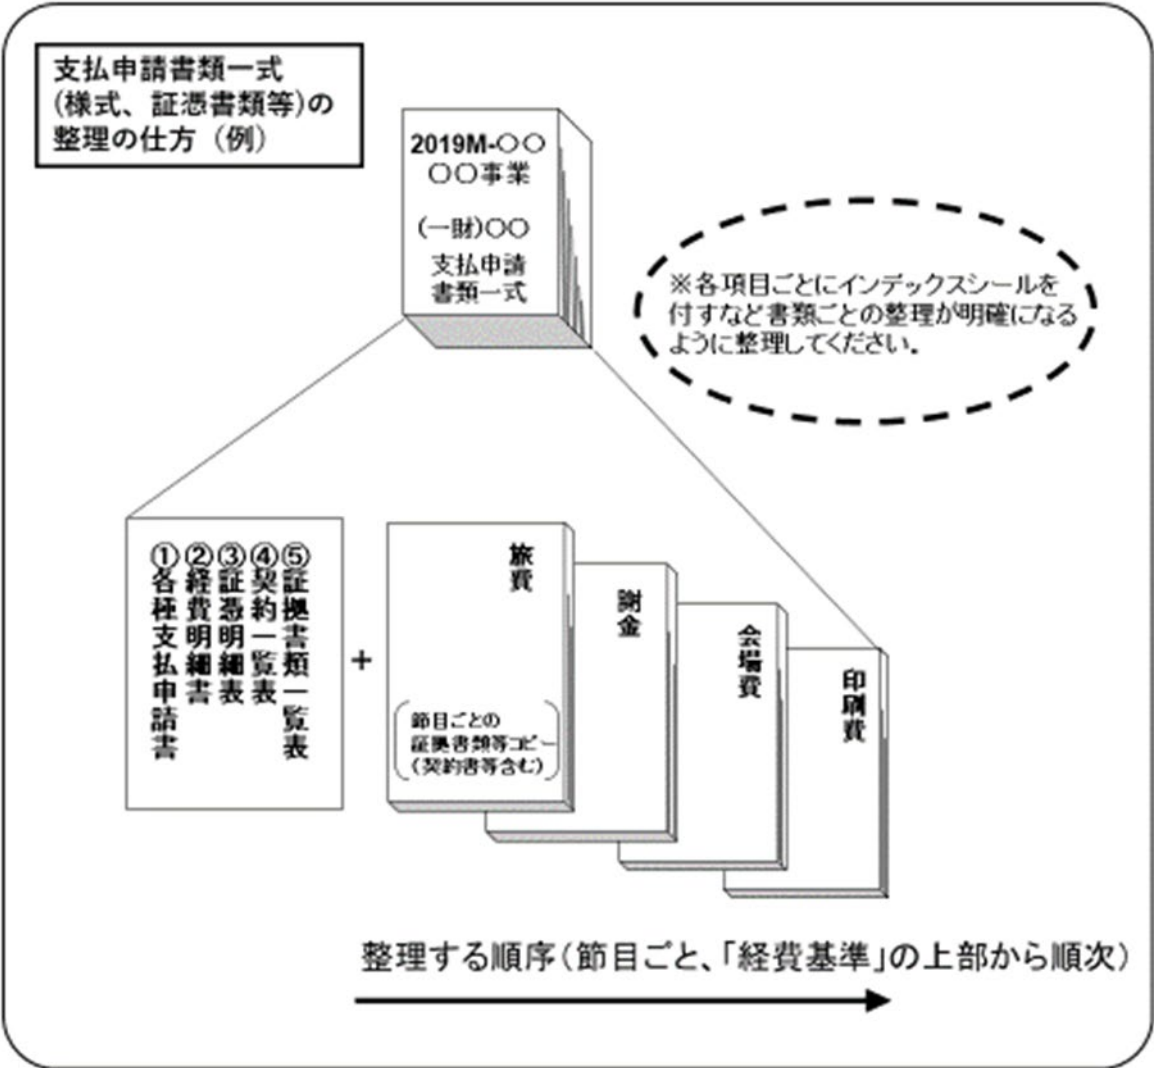 支払申請書類一式
(様式、証憑書類等)の
整理の仕方（例）
2019M-〇〇
〇〇事業
(一財)〇〇
支払申請
書類一式
※各項目ごとにインデックスシールを
付すなど書類ごとの整理が明確になる
ように整理してください。
①各種支払申請書
②経費明細書
③証憑明細表
④契約一覧表
⑤証拠書類一覧表
+
旅費
節目ごとの
証拠書類等コピー
（契約書等含む）
謝金
会場費
印刷費
整理する順序（節目ごと、「経費基準」の上部から順次）